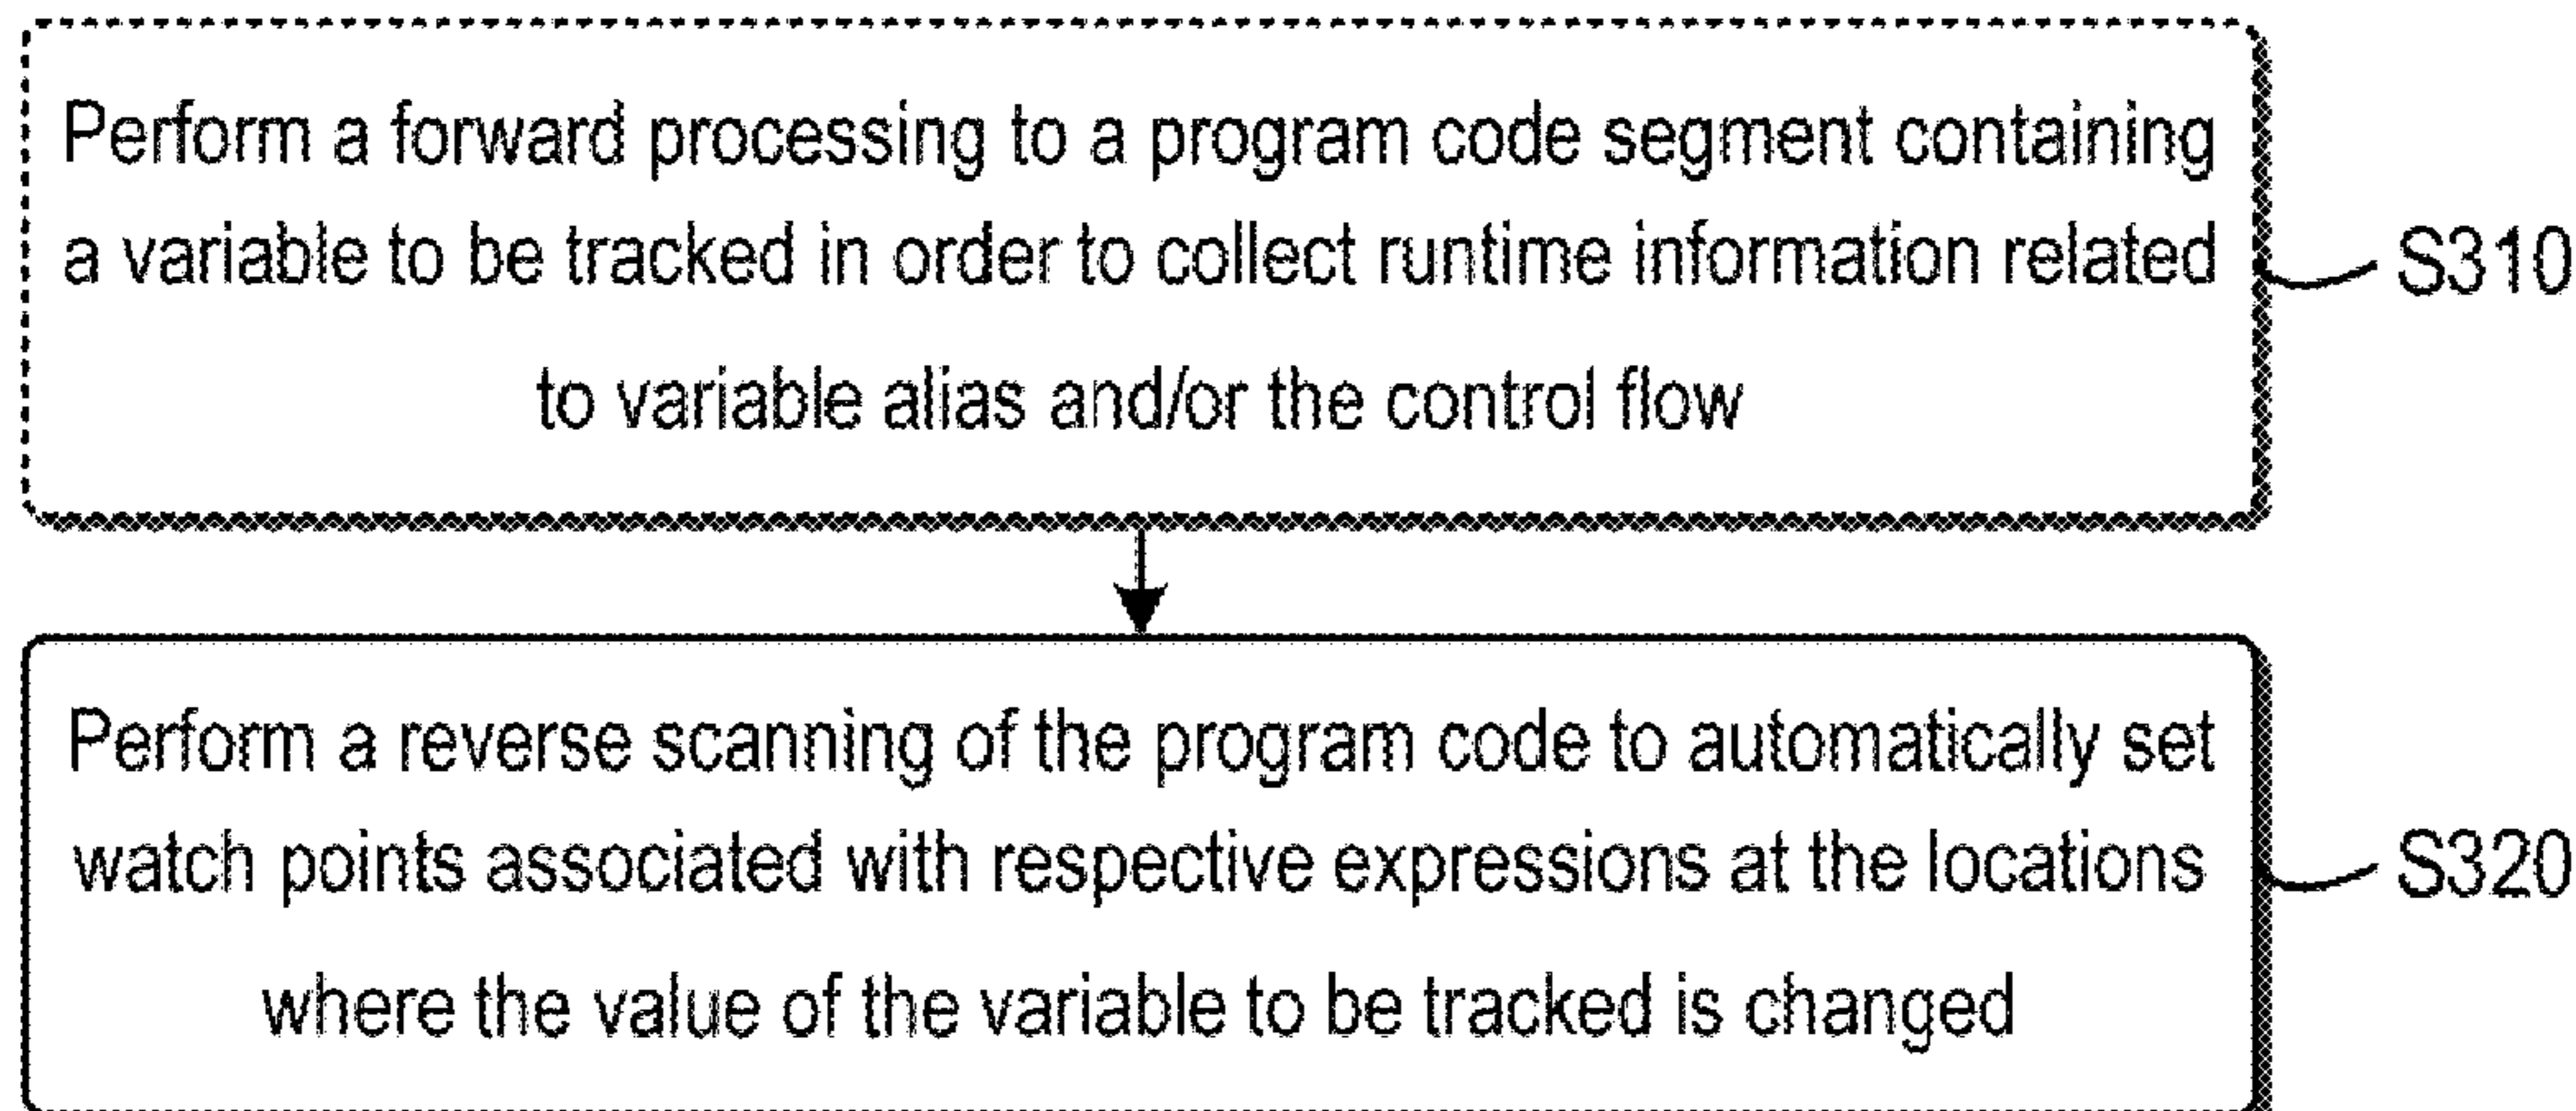 Perform a forward processing to a program code segment containing
a variable to be tracked in order to collect runtime information related
to variable alias and/or the control flow
S310
Perform a reverse scanning of the program code to automatically set
watch points associated with respective expressions at the locations
where the value of the variable to be tracked is changed
S320